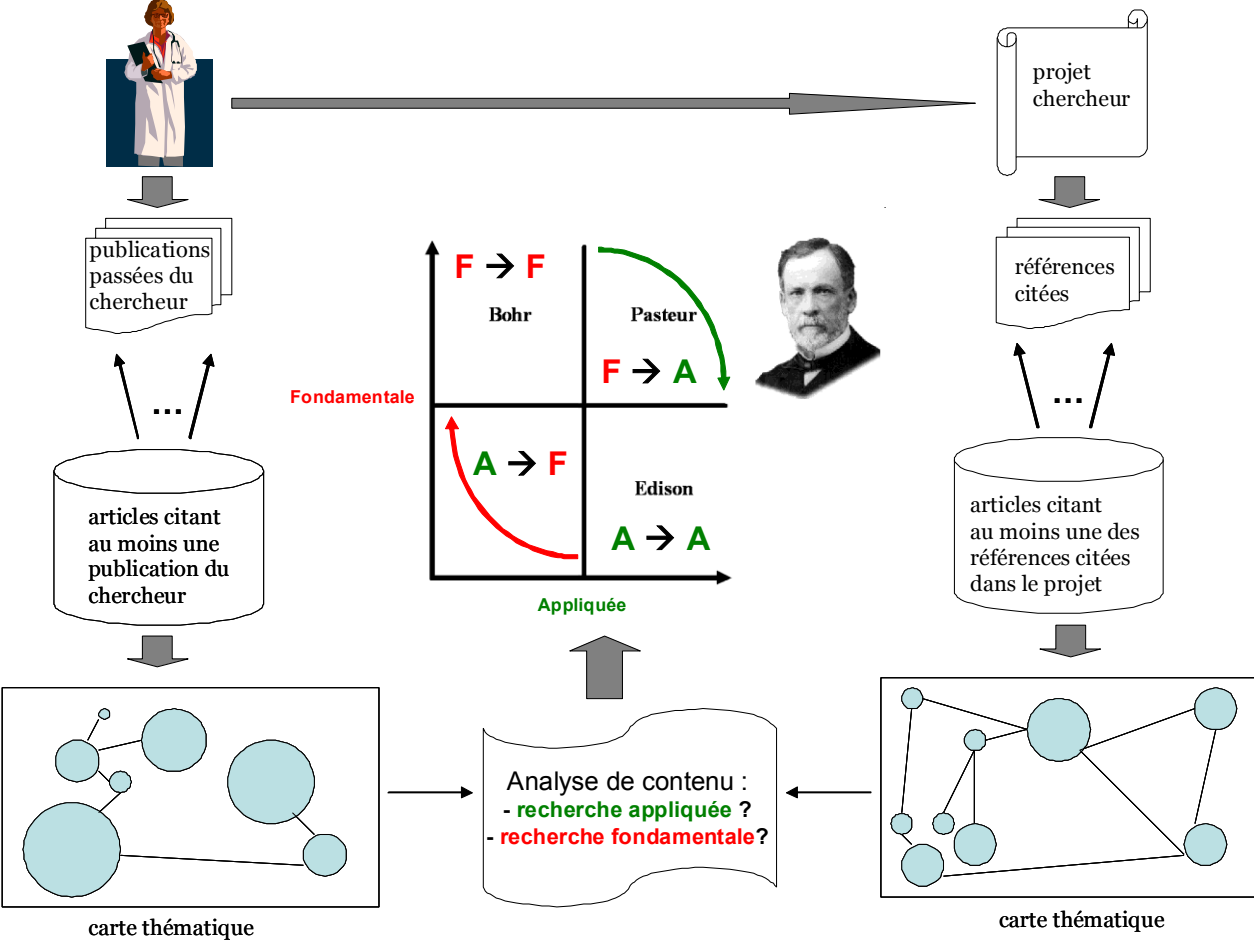 projet
chercheur
publications
passées du
chercheur
références
citées
...
...
F → F
Bohr
Pasteur
F → A
Fondamentale
A → F
Edison
A → A
Appliquée
articles citant
au moins une
publication du
chercheur
articles citant
au moins une des
références citées
dans le projet
Analyse de contenu :
- recherche appliquée ?
- recherche fondamentale?
carte thématique
carte thématique